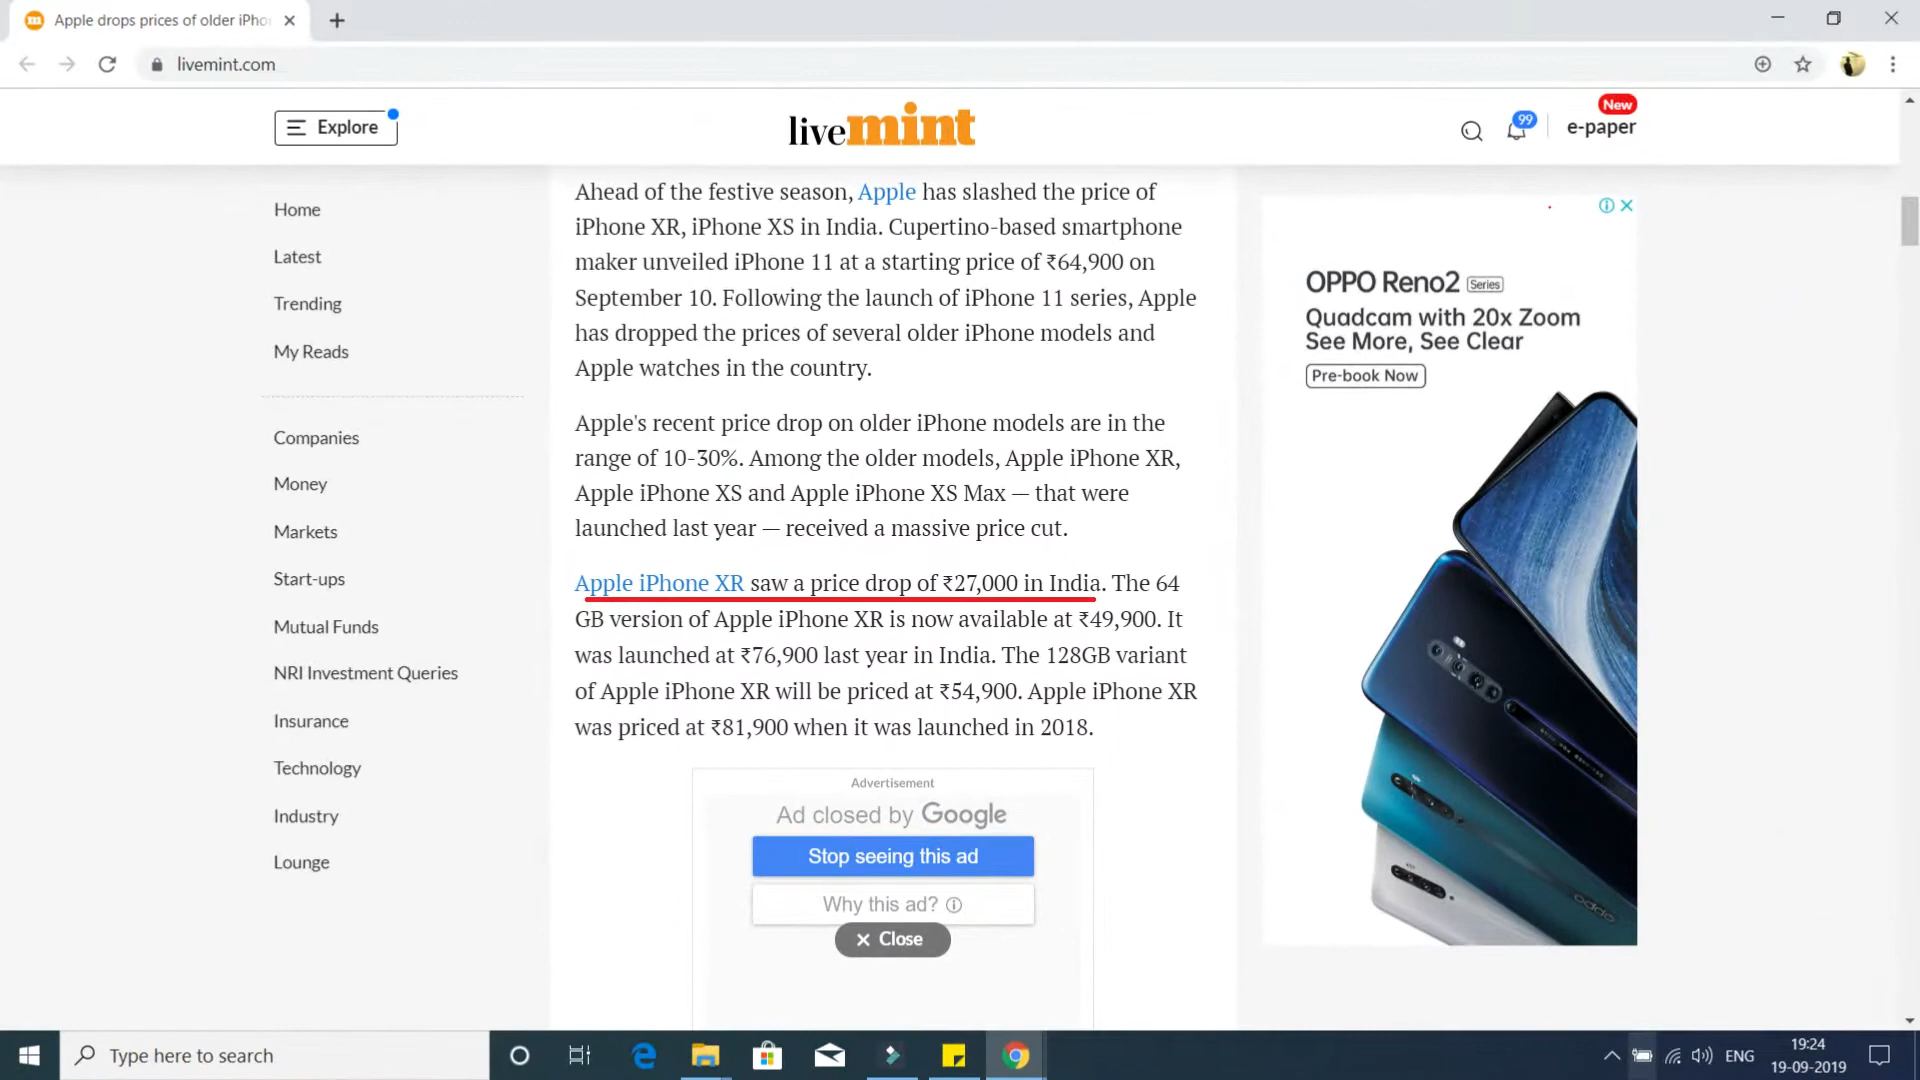 Apple drops prices of older iPho
livemint.com
Explore
livemint
99
New
e-paper
Home
Latest
Trending
My Reads
Companies
Money
Markets
Start-ups
Mutual Funds
NRI Investment Queries
Insurance
Technology
Industry
Lounge
Ahead of the festive season, Apple has slashed the price of
iPhone XR, iPhone XS in India. Cupertino-based smartphone
maker unveiled iPhone 11 at a starting price of ₹64,900 on
September 10. Following the launch of iPhone 11 series, Apple
has dropped the prices of several older iPhone models and
Apple watches in the country.
Apple's recent price drop on older iPhone models are in the
range of 10-30%. Among the older models, Apple iPhone XR,
Apple iPhone XS and Apple iPhone XS Max — that were
launched last year — received a massive price cut.
Apple iPhone XR saw a price drop of ₹27,000 in India. The 64
GB version of Apple iPhone XR is now available at ₹49,900. It
was launched at ₹76,900 last year in India. The 128GB variant
of Apple iPhone XR will be priced at ₹54,900. Apple iPhone XR
was priced at ₹81,900 when it was launched in 2018.
Advertisement
Ad closed by Google
Stop seeing this ad
Why this ad?
Close
OPPO Reno2 Series
Quadcam with 20x Zoom
See More, See Clear
Pre-book Now
oppo
Type here to search
ENG
19:24
19-09-2019